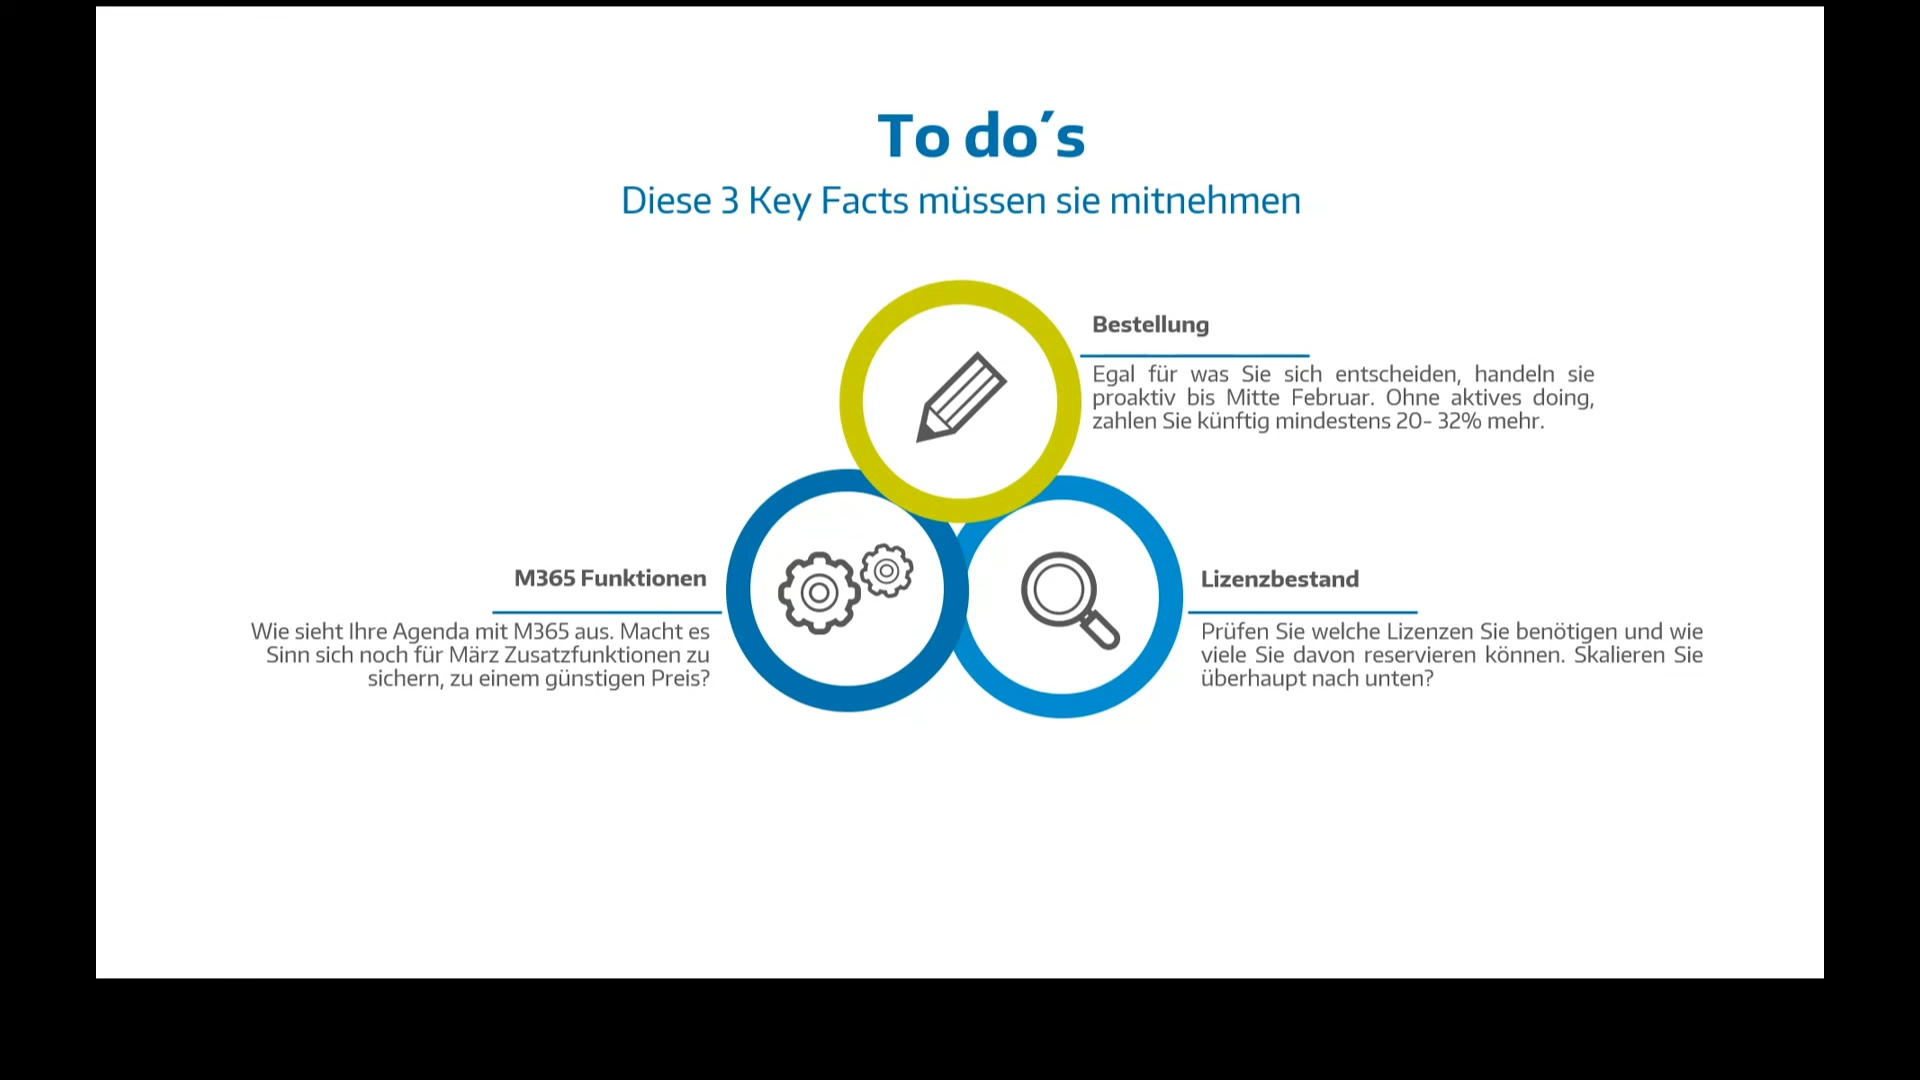 To do´s
Diese 3 Key Facts müssen sie mitnehmen
Bestellung
Egal für was Sie sich entscheiden, handeln sie
proaktiv bis Mitte Februar. Ohne aktives doing,
zahlen Sie künftig mindestens 20- 32% mehr.
M365 Funktionen
Wie sieht Ihre Agenda mit M365 aus. Macht es
Sinn sich noch für März Zusatzfunktionen zu
sichern, zu einem günstigen Preis?
Lizenzbestand
Prüfen Sie welche Lizenzen Sie benötigen und wie
viele Sie davon reservieren können. Skalieren Sie
überhaupt nach unten?